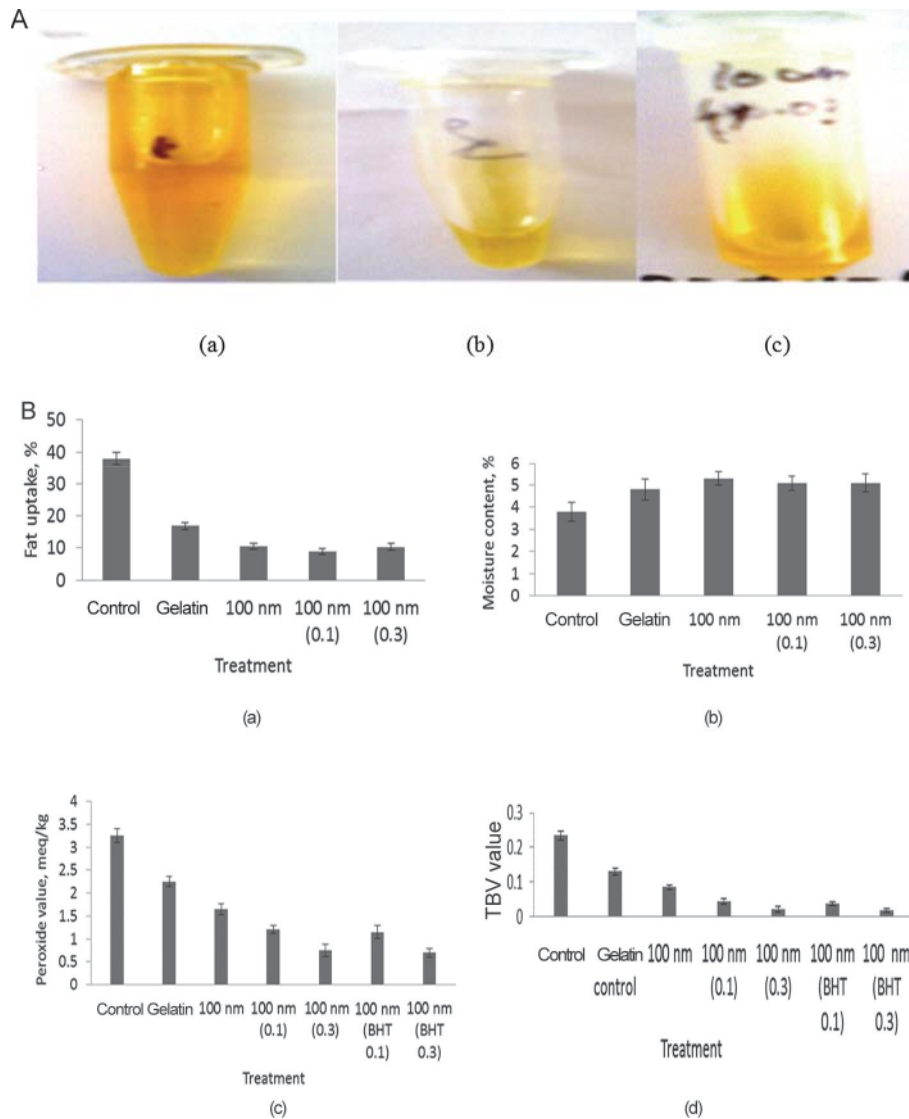 A
(a)
(b)
(c)
B
Fat uptake, %
50
40
30
20
10
0
Control Gelatin 100 nm 100 nm 100 nm
(0.1) (0.3)
Treatment
(a)
Moisture content, %
6
5
4
3
2
1
0
Control Gelatin 100 nm 100 nm 100 nm
(0.1) (0.3)
Treatment
(b)
Peroxide value, meq/kg
4
3.5
3
2.5
2
1.5
1
0.5
0
Control Gelatin 100 nm 100 nm 100 nm 100 nm 100 nm
(0.1) (0.3) (BHT (BHT
0.1) 0.3)
(c)
TBV value
0.3
0.2
0.1
0
Control Gelatin 100 nm 100 nm 100 nm 100 nm 100 nm
control (0.1) (0.3) (BHT (BHT
0.1) 0.3)
Treatment
(d)